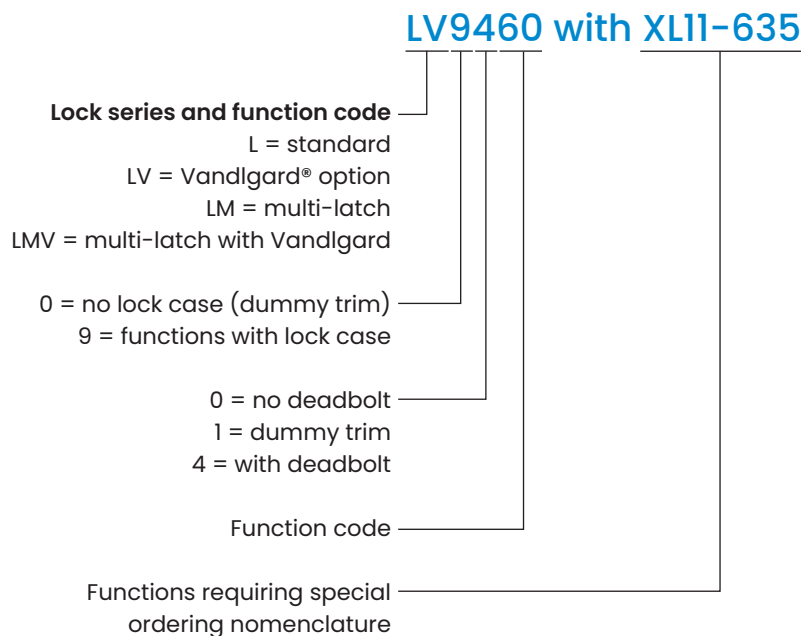 LV9460 with XL11-635
Lock series and function code
L = standard
LV = Vandlgard® option
LM = multi-latch
LMV = multi-latch with Vandlgard
0 = no lock case (dummy trim)
9 = functions with lock case
0 = no deadbolt
1 = dummy trim
4 = with deadbolt
Function code
Functions requiring special
ordering nomenclature